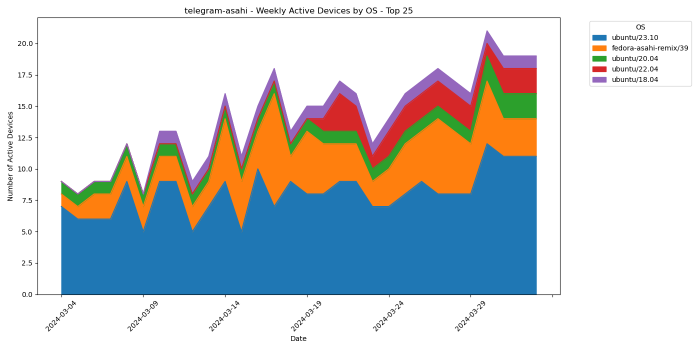 telegram-asahi - Weekly Active Devices by OS - Top 25
Number of Active Devices
20.0
17.5
15.0
12.5
10.0
7.5
5.0
2.5
0.0
2024-03-04
2024-03-09
2024-03-14
2024-03-19
2024-03-24
2024-03-29
Date
OS
ubuntu/23.10
fedora-asahi-remix/39
ubuntu/20.04
ubuntu/22.04
ubuntu/18.04